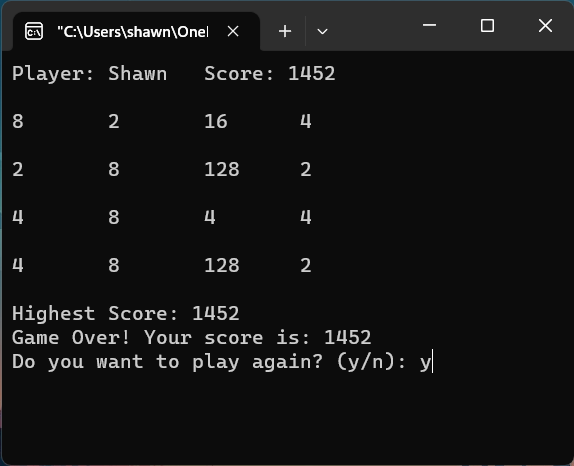 "C:\Users\shawn\Onel
Player: Shawn Score: 1452
8 2 16 4
2 8 128 2
4 8 4 4
4 8 128 2
Highest Score: 1452
Game Over! Your score is: 1452
Do you want to play again? (y/n): y